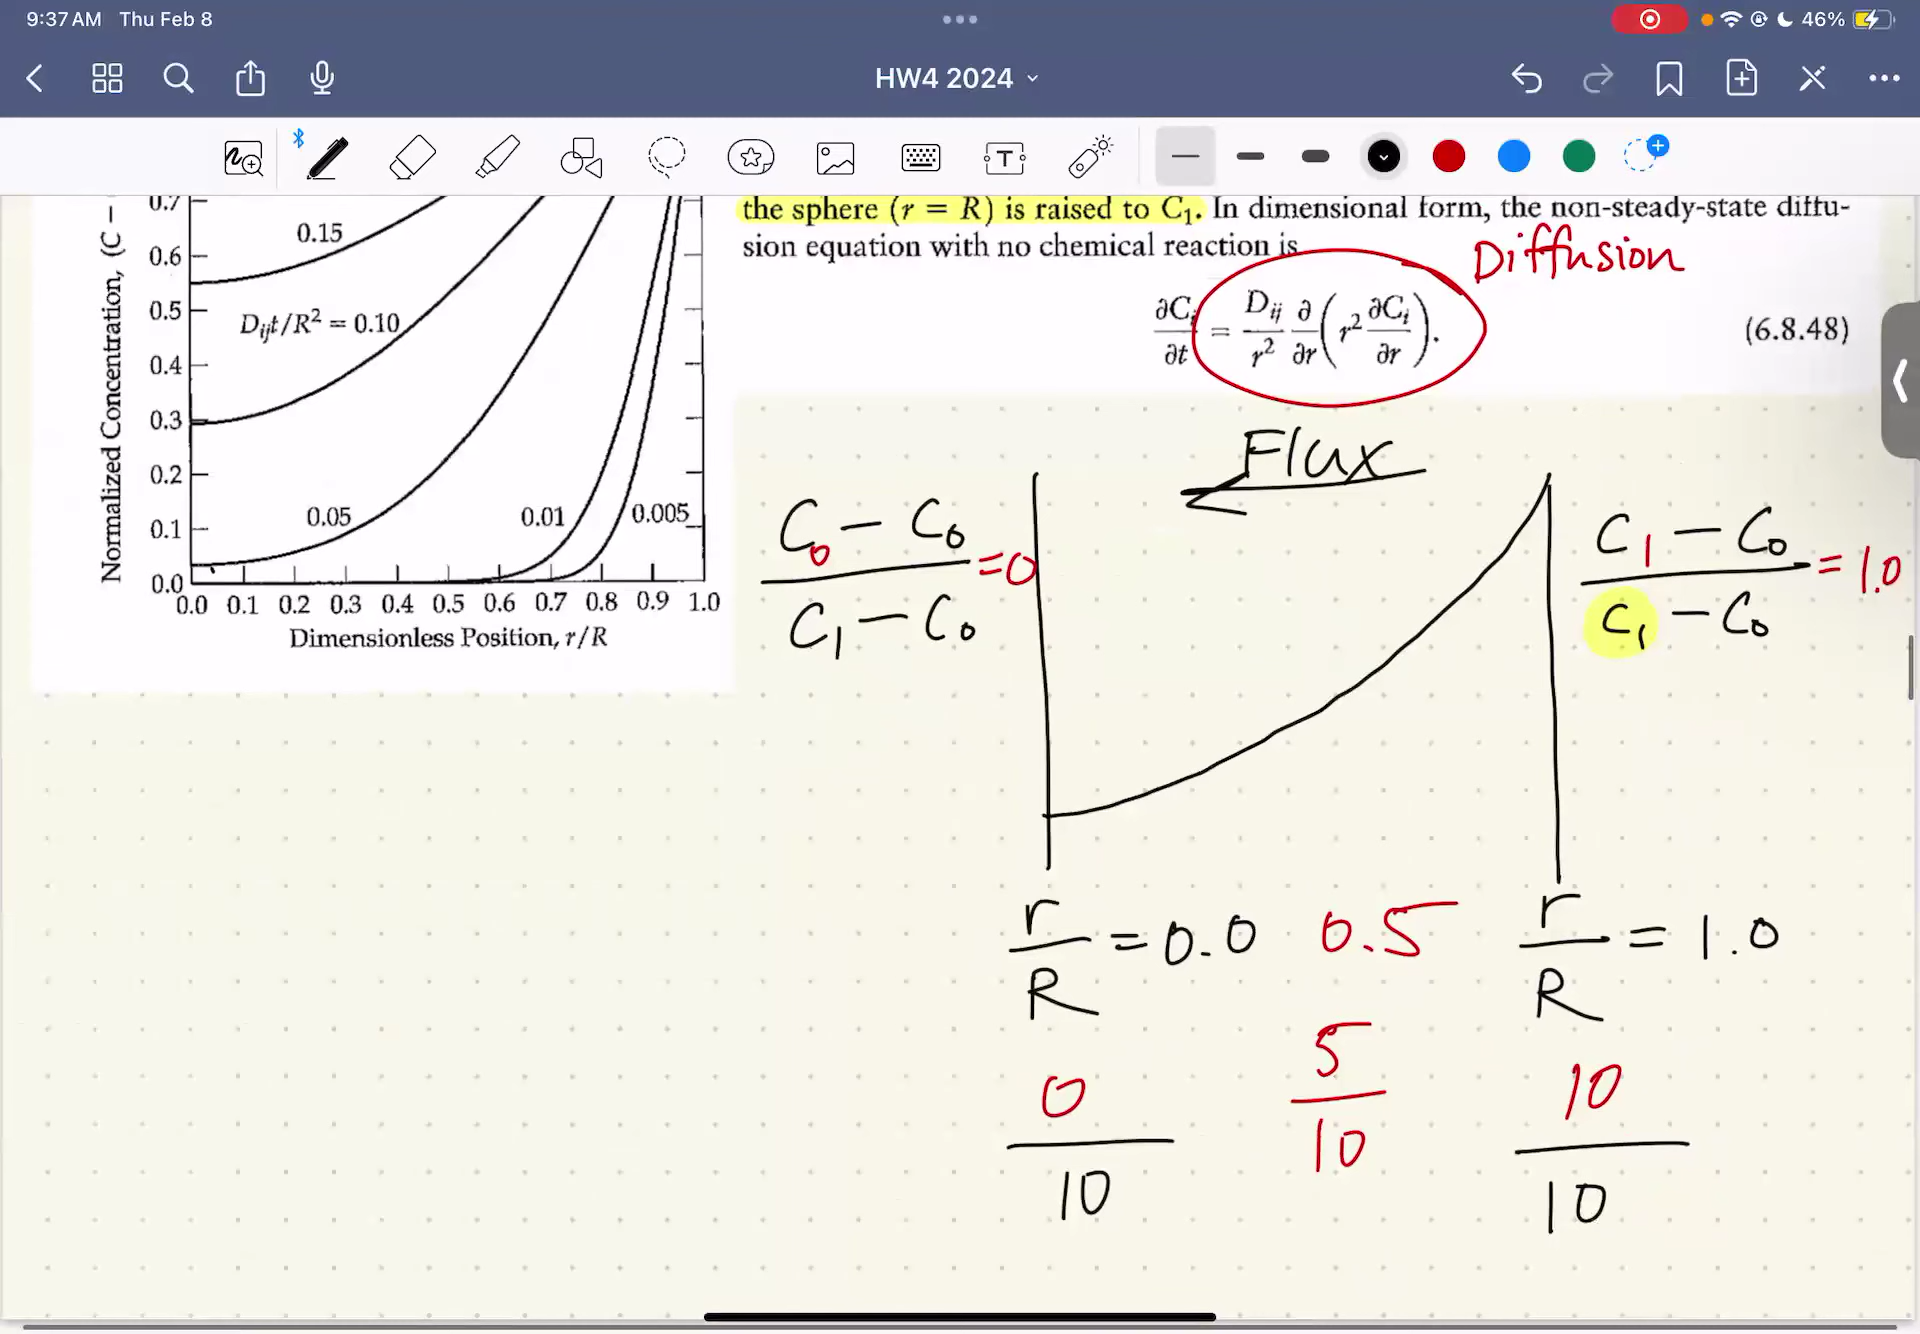 9:37 AM Thu Feb 8
46%
HW4 2024
the sphere (r = R) is raised to C₁. In dimensional form, the non-steady-state diffu-
sion equation with no chemical reaction is
Diffusion
∂Cᵢ/∂t = Dᵢⱼ/r² ∂/∂r (r² ∂Cᵢ/∂r).
(6.8.48)
Normalized Concentration, (C −
0.7
0.6
0.5
0.4
0.3
0.2
0.1
0.0
0.15
Dᵢⱼt/R² = 0.10
0.05
0.01
0.005
0.0 0.1 0.2 0.3 0.4 0.5 0.6 0.7 0.8 0.9 1.0
Dimensionless Position, r/R
Flux
C₀ − C₀
= 0
C₁ − C₀
C₁ − C₀
= 1.0
C₁ − C₀
r/R = 0.0
0.5
r/R = 1.0
0/10
5/10
10/10